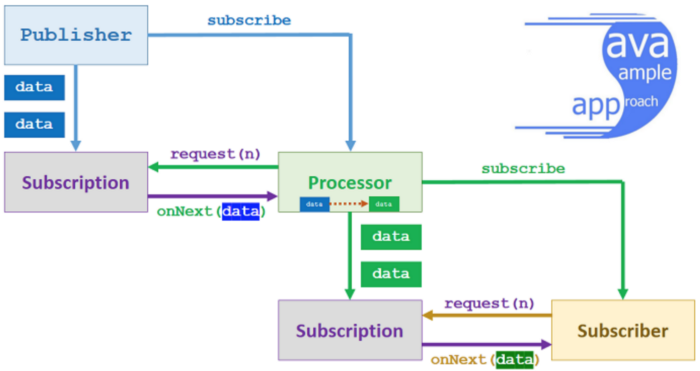 Publisher
subscribe
data
data
ava
ample
app roach
request(n)
Subscription
Processor
data
data
onNext(data)
subscribe
data
data
request(n)
Subscription
Subscriber
onNext(data)